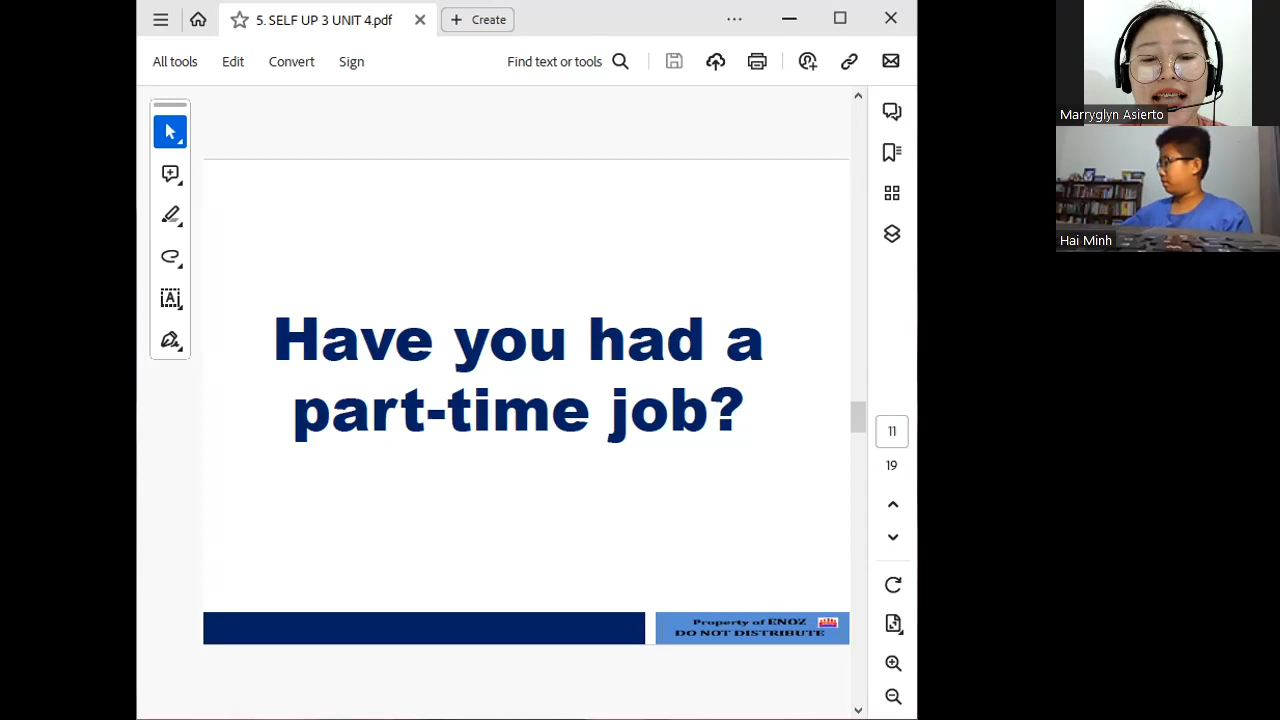 5. SELF UP 3 UNIT 4.pdf
Create
All tools
Edit
Convert
Sign
Find text or tools
Have you had a
part-time job?
11
19
Property of ENOZ
DO NOT DISTRIBUTE
Marryglyn Asierto
Hai Minh